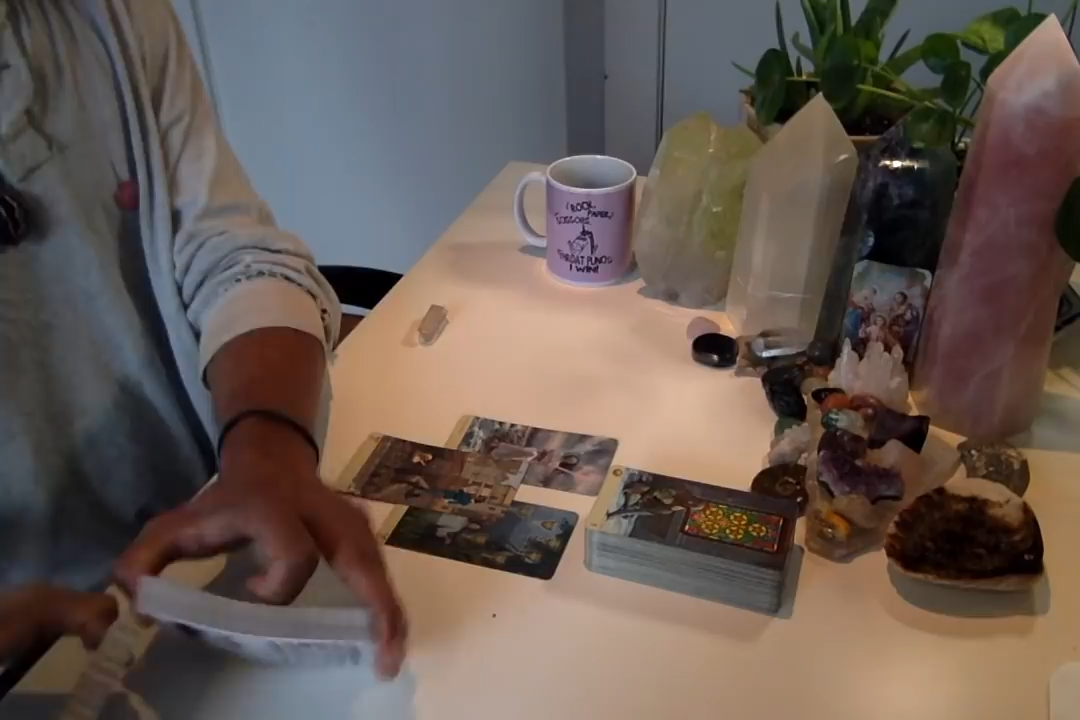 I ROCK,
SCISSORS, PAPER,
THROAT PUNCH
I WIN!!